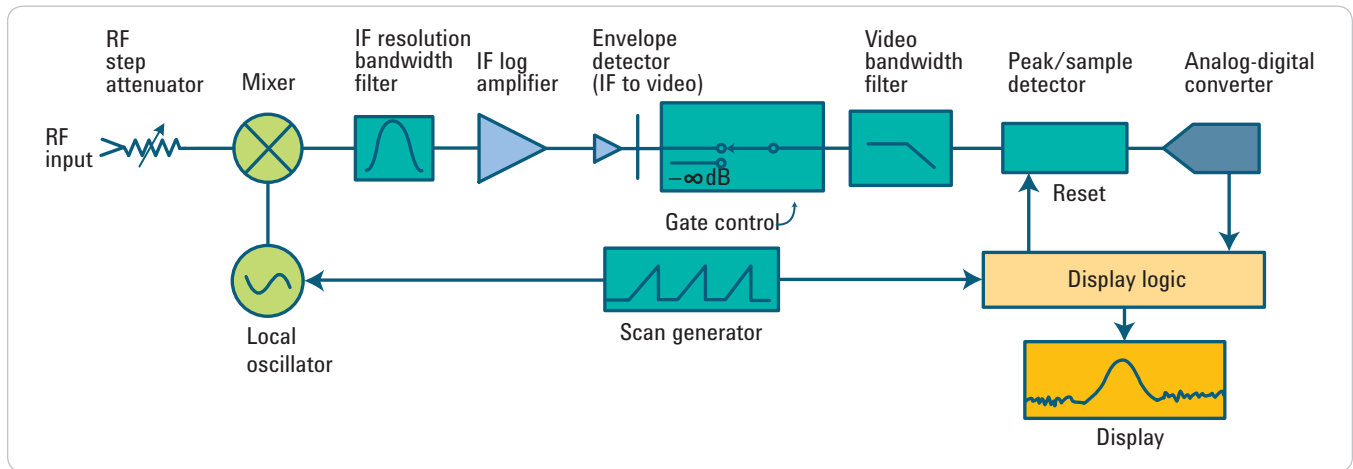 RF
step
attenuator
Mixer
IF resolution
bandwidth
filter
IF log
amplifier
Envelope
detector
(IF to video)
Video
bandwidth
filter
Peak/sample
detector
Analog-digital
converter
RF
input
–∞ dB
Gate control
Reset
Display logic
Scan generator
Local
oscillator
Display